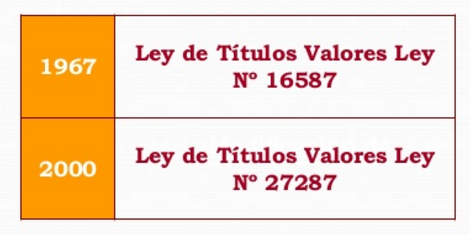 1967
Ley de Títulos Valores Ley
Nº 16587
2000
Ley de Títulos Valores Ley
Nº 27287